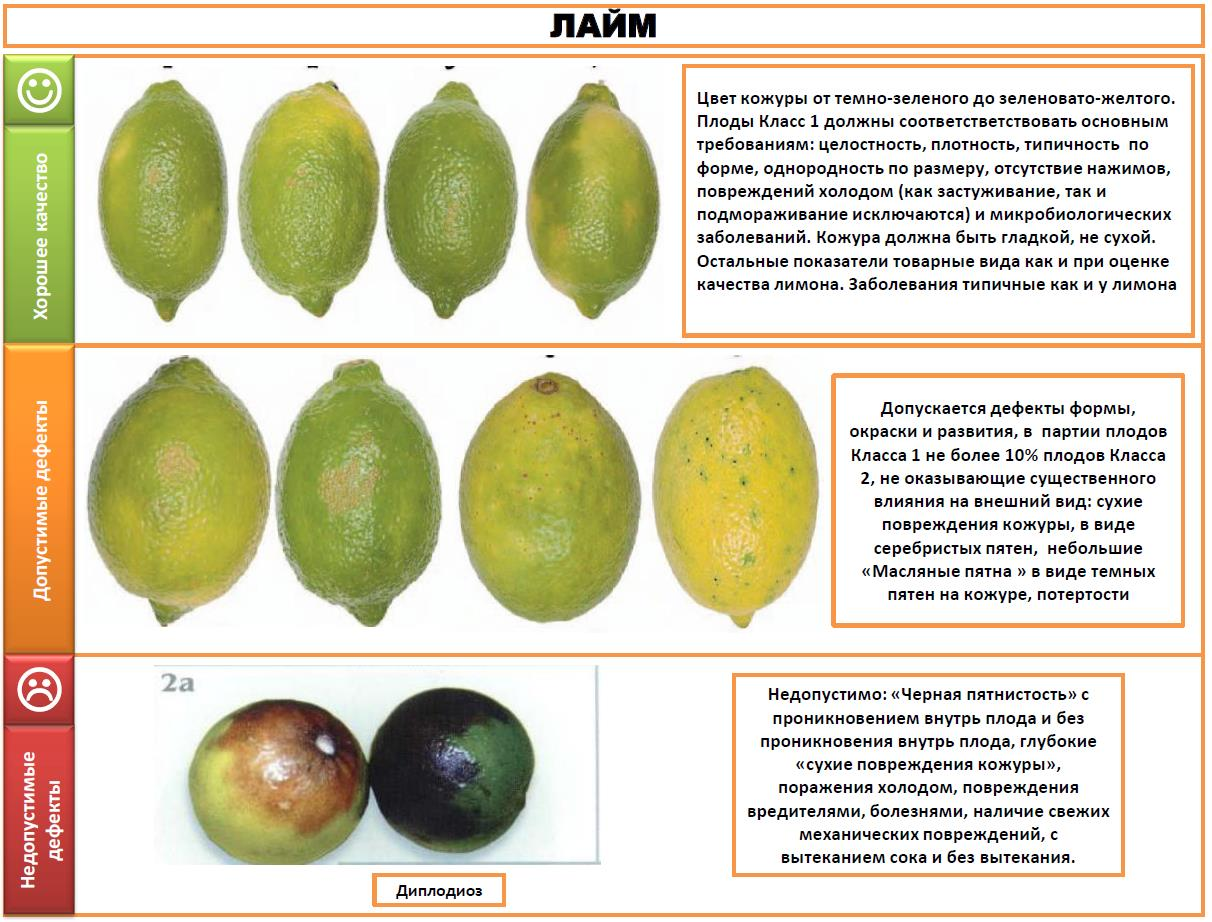 ЛАЙМ
Хорошее качество
Цвет кожуры от темно-зеленого до зеленовато-желтого.
Плоды Класс 1 должны соответстветствовать основным
требованиям: целостность, плотность, типичность по
форме, однородность по размеру, отсутствие нажимов,
повреждений холодом (как застуживание, так и
подмораживание исключаются) и микробиологических
заболеваний. Кожура должна быть гладкой, не сухой.
Остальные показатели товарные вида как и при оценке
качества лимона. Заболевания типичные как и у лимона
Допустимые дефекты
Допускается дефекты формы,
окраски и развития, в партии плодов
Класса 1 не более 10% плодов Класса
2, не оказывающие существенного
влияния на внешний вид: сухие
повреждения кожуры, в виде
серебристых пятен, небольшие
«Масляные пятна » в виде темных
пятен на кожуре, потертости
Недопустимые
дефекты
2a
Диплодиоз
Недопустимо: «Черная пятнистость» с
проникновением внутрь плода и без
проникновения внутрь плода, глубокие
«сухие повреждения кожуры»,
поражения холодом, повреждения
вредителями, болезнями, наличие свежих
механических повреждений, с
вытеканием сока и без вытекания.